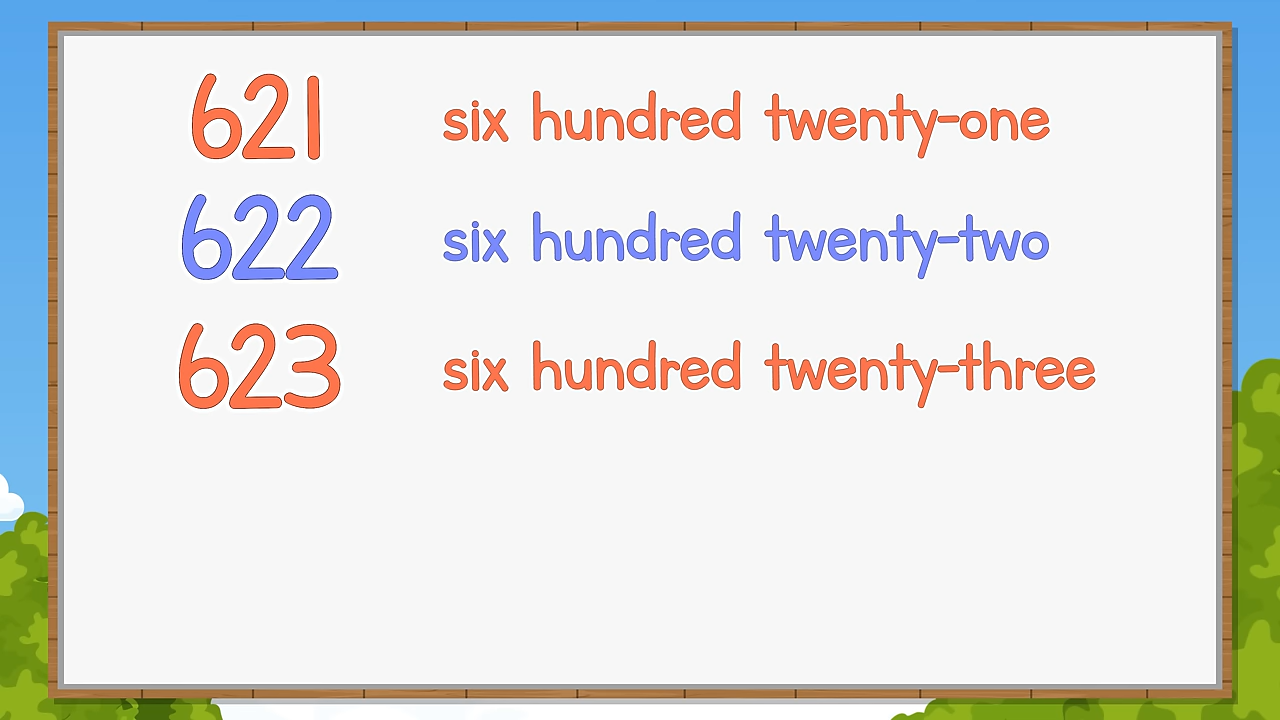 621 six hundred twenty-one
622 six hundred twenty-two
623 six hundred twenty-three